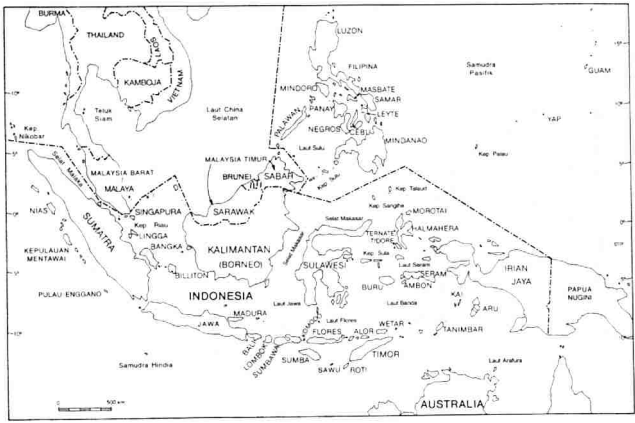 BURMA
THAILAND
LAOS
KAMBOJA
VIETNAM
Teluk
Siam
Laut China
Selatan
LUZON
FILIPINA
MINDORO
MASBATE
SAMAR
PANAY
LEYTE
PALAWAN
NEGROS
CEBU
MINDANAO
Laut Sulu
Kep. Sulu
Samudra
Pasifik
GUAM
YAP
Kep Palau
Kep.
Nikobar
Selat Malaka
MALAYSIA BARAT
MALAYA
MALAYSIA TIMUR
BRUNEI
SABAH
SARAWAK
SINGAPURA
Kep. Riau
LINGGA
BANGKA
BILLITON
NIAS
SUMATRA
KEPULAUAN
MENTAWAI
PULAU ENGGANO
KALIMANTAN
(BORNEO)
Selat Makasar
Selat Makasar
Kep Talaud
Kep Sangihe
MOROTAI
HALMAHERA
TERNATE
TIDORE
Kep Sula
SULAWESI
Laut Seram
SERAM
BURU
AMBON
IRIAN
JAYA
PAPUA
NUGINI
INDONESIA
Laut Jawa
Laut Flores
Laut Banda
KAI
ARU
TANIMBAR
MADURA
JAWA
BALI
LOMBOK
SUMBAWA
FLORES
ALOR
WETAR
TIMOR
SUMBA
SAWU
ROTI
Samudra Hindia
Laut Arafura
AUSTRALIA
0
500 km